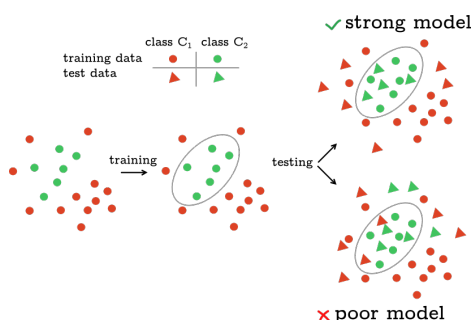 strong model
class C₁ class C₂
training data
test data
training
testing
poor model